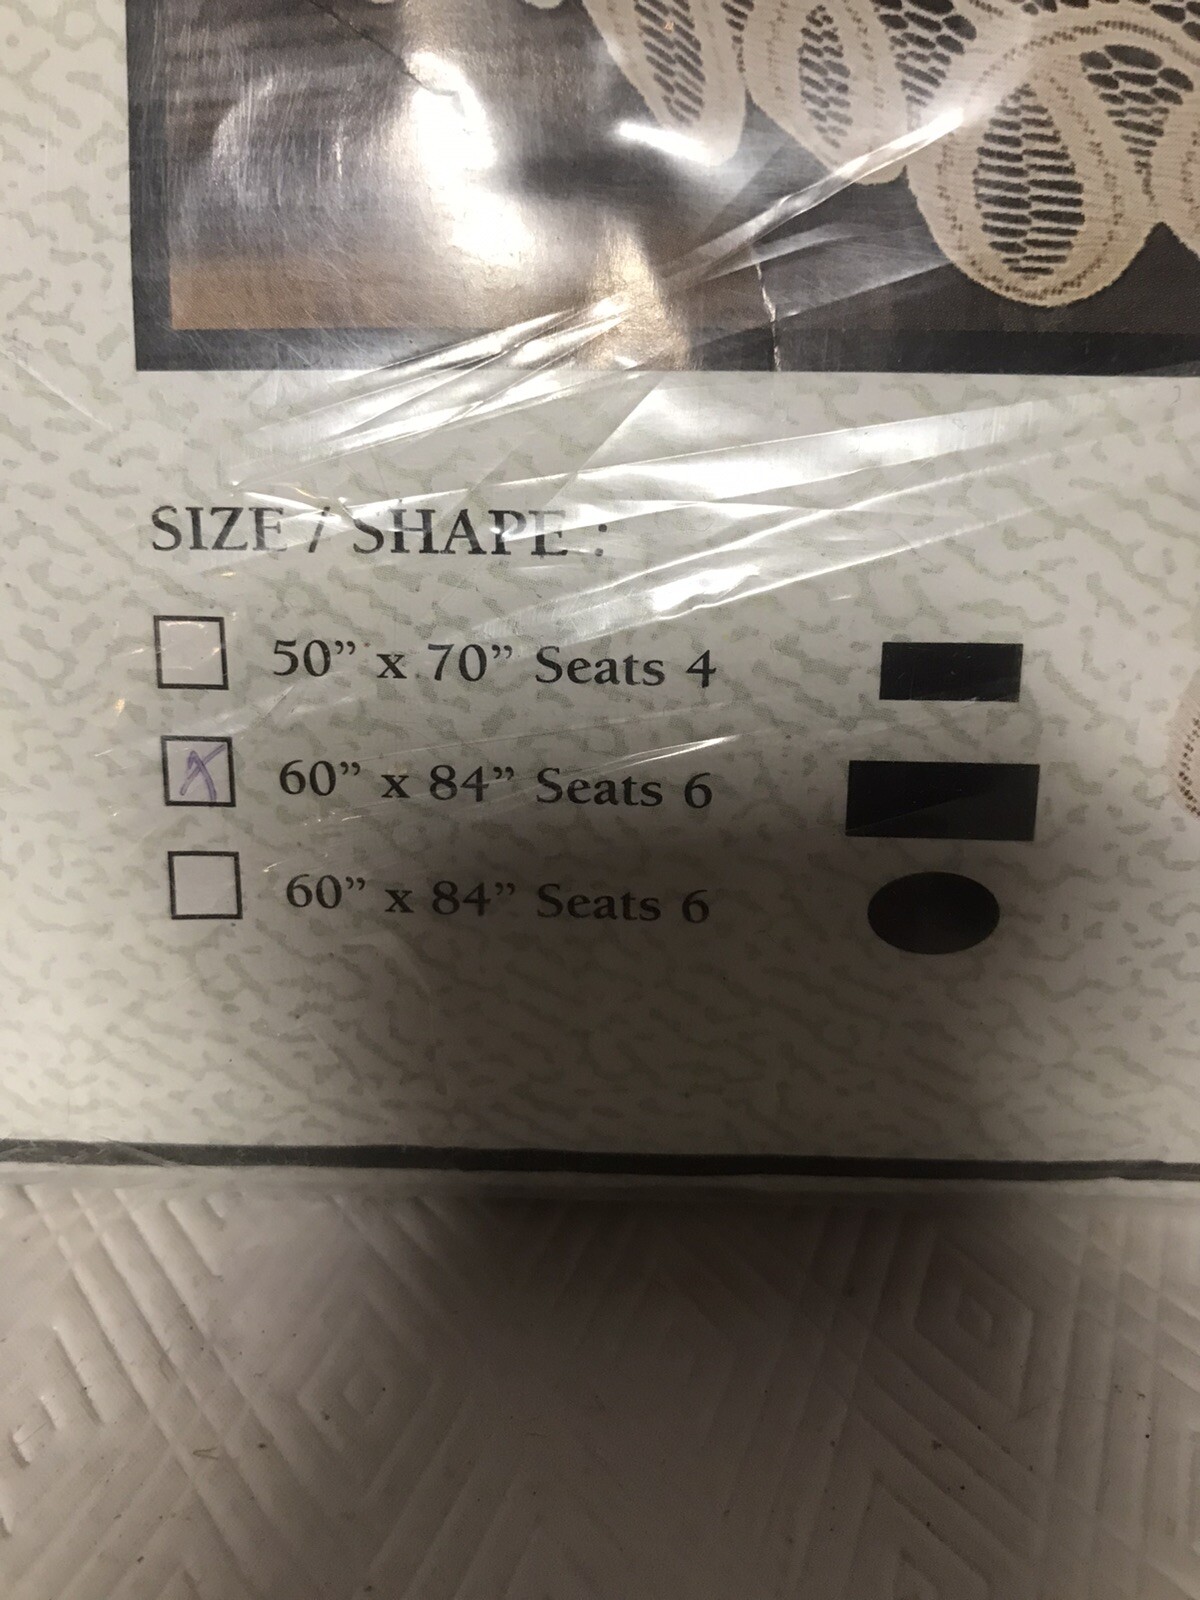 SIZE / SHAPE :
50” x 70” Seats 4
X 60” x 84” Seats 6
60” x 84” Seats 6